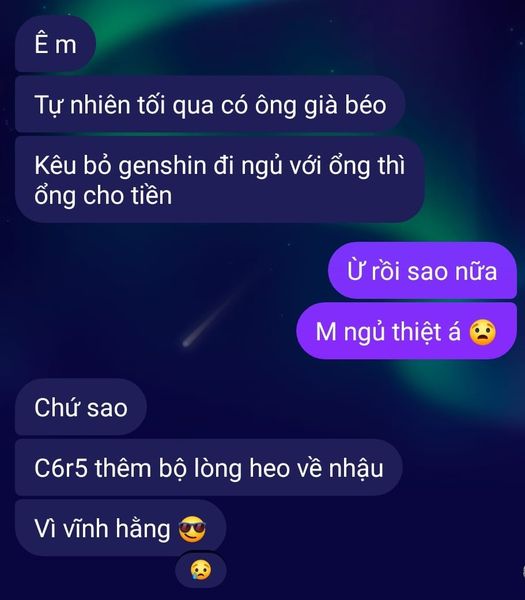 Ê m
Tự nhiên tối qua có ông già béo
Kêu bỏ genshin đi ngủ với ổng thì
ổng cho tiền
Ừ rồi sao nữa
M ngủ thiệt á 😧
Chứ sao
C6r5 thêm bộ lòng heo về nhậu
Vì vĩnh hằng 😎
😢